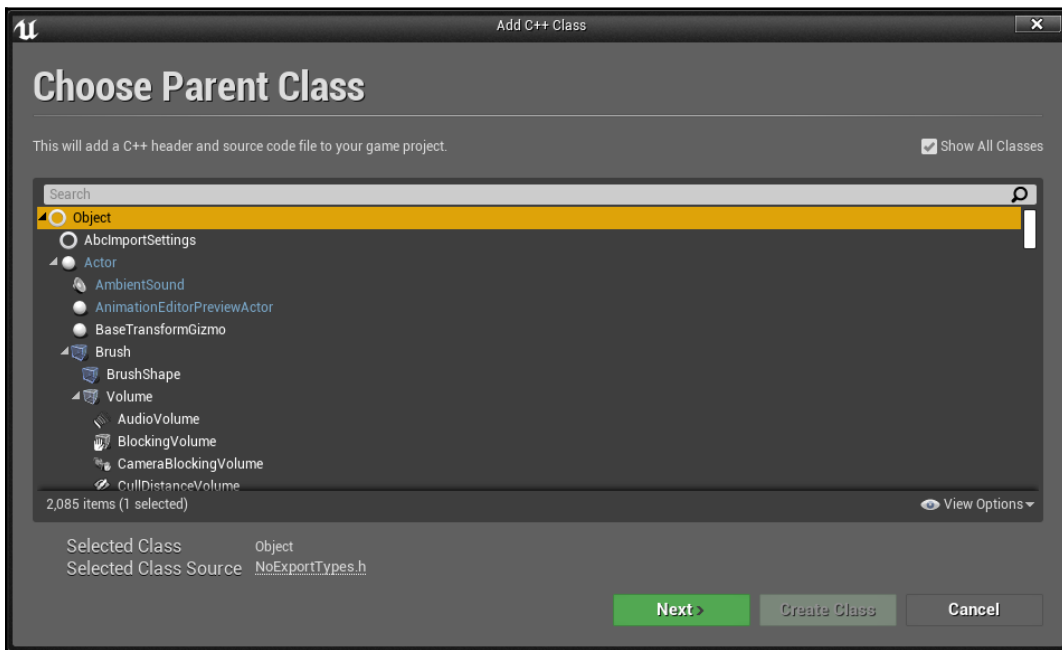 Add C++ Class
Choose Parent Class
This will add a C++ header and source code file to your game project.
Show All Classes
Search
Object
AbcImportSettings
Actor
AmbientSound
AnimationEditorPreviewActor
BaseTransformGizmo
Brush
BrushShape
Volume
AudioVolume
BlockingVolume
CameraBlockingVolume
CullDistanceVolume
2,085 items (1 selected)
View Options
Selected Class Object
Selected Class Source NoExportTypes.h
Next > Create Class Cancel